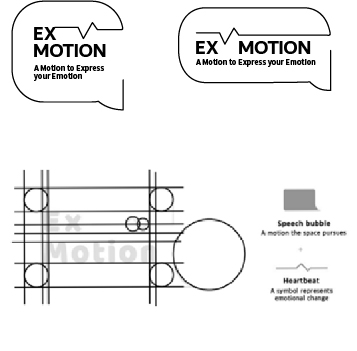 EX
MOTION
A Motion to Express
your Emotion
EX MOTION
A Motion to Express your Emotion
Ex
Motion
Speech bubble
A motion the space pursues
+
Heartbeat
A symbol represents
emotional change